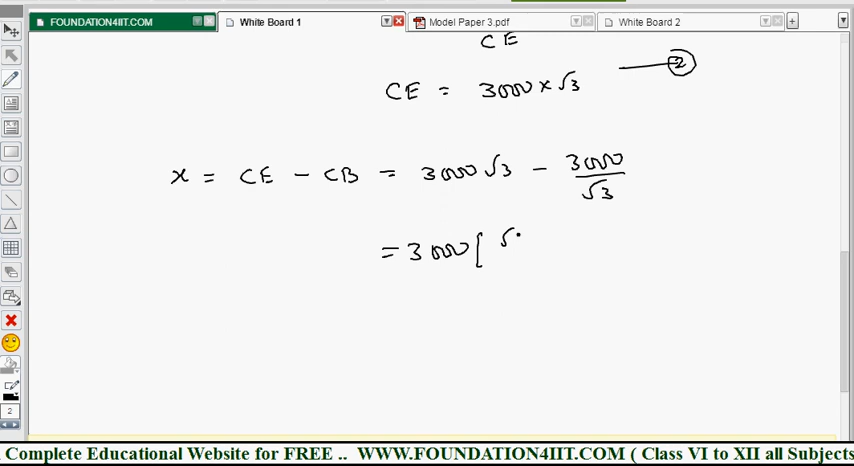 FOUNDATION4IIT.COM White Board 1 Model Paper 3.pdf White Board 2
CE
CE = 3000 × √3 ②
x = CE - CB = 3000√3 - 3000/√3
= 3000 [ √
2
Complete Educational Website for FREE .. WWW.FOUNDATION4IIT.COM ( Class VI to XII all Subjects